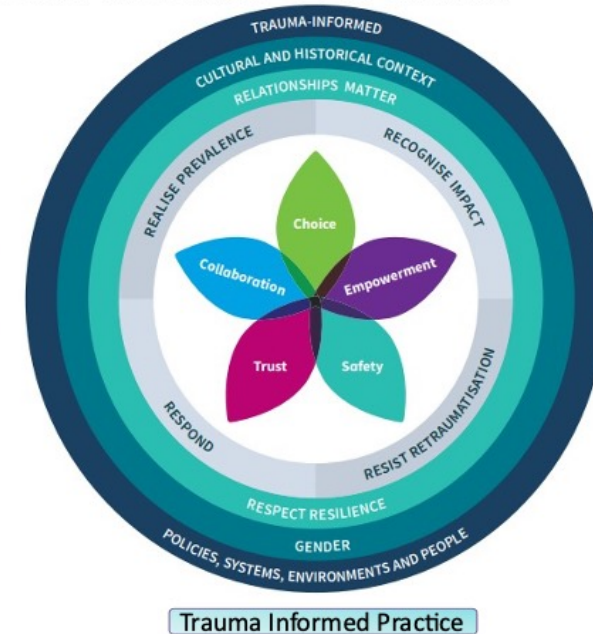 TRAUMA-INFORMED
CULTURAL AND HISTORICAL CONTEXT
RELATIONSHIPS MATTER
REALISE PREVALENCE
RECOGNISE IMPACT
Choice
Collaboration
Empowerment
Trust
Safety
RESPOND
RESIST RETRAUMATISATION
RESPECT RESILIENCE
GENDER
POLICIES, SYSTEMS, ENVIRONMENTS AND PEOPLE
Trauma Informed Practice